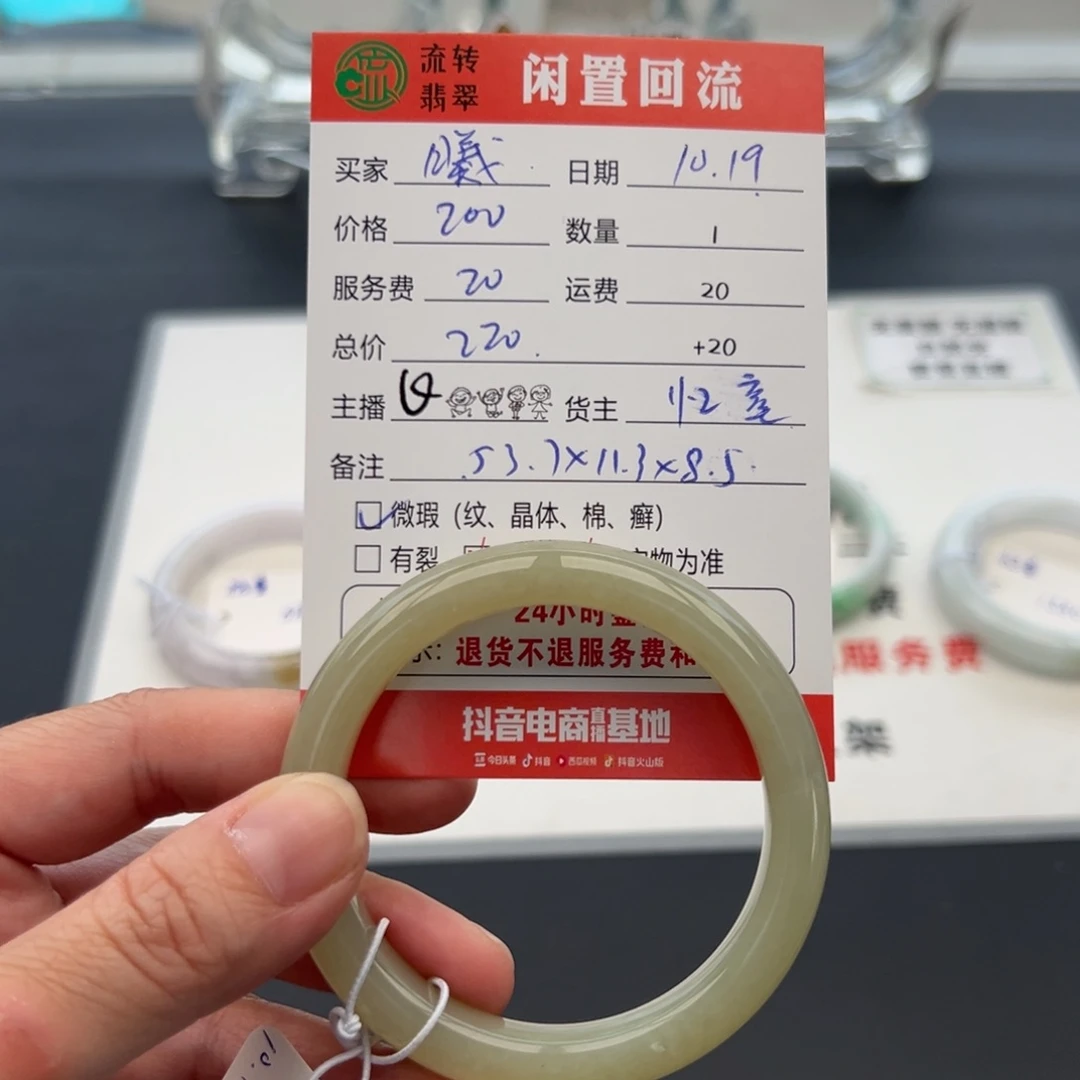 流转
翡翠
闲置回流
买家 曦 日期 10.19
价格 200 数量 1
服务费 20 运费 20
总价 220. +20
主播 货主
备注 53.7×11.3×8.5
微瑕(纹、晶体、棉、癣)
有裂 物为准
24小时
退货不退服务费和
抖音电商直播基地
今日头条 抖音 西瓜视频 抖音火山版
服务费
架